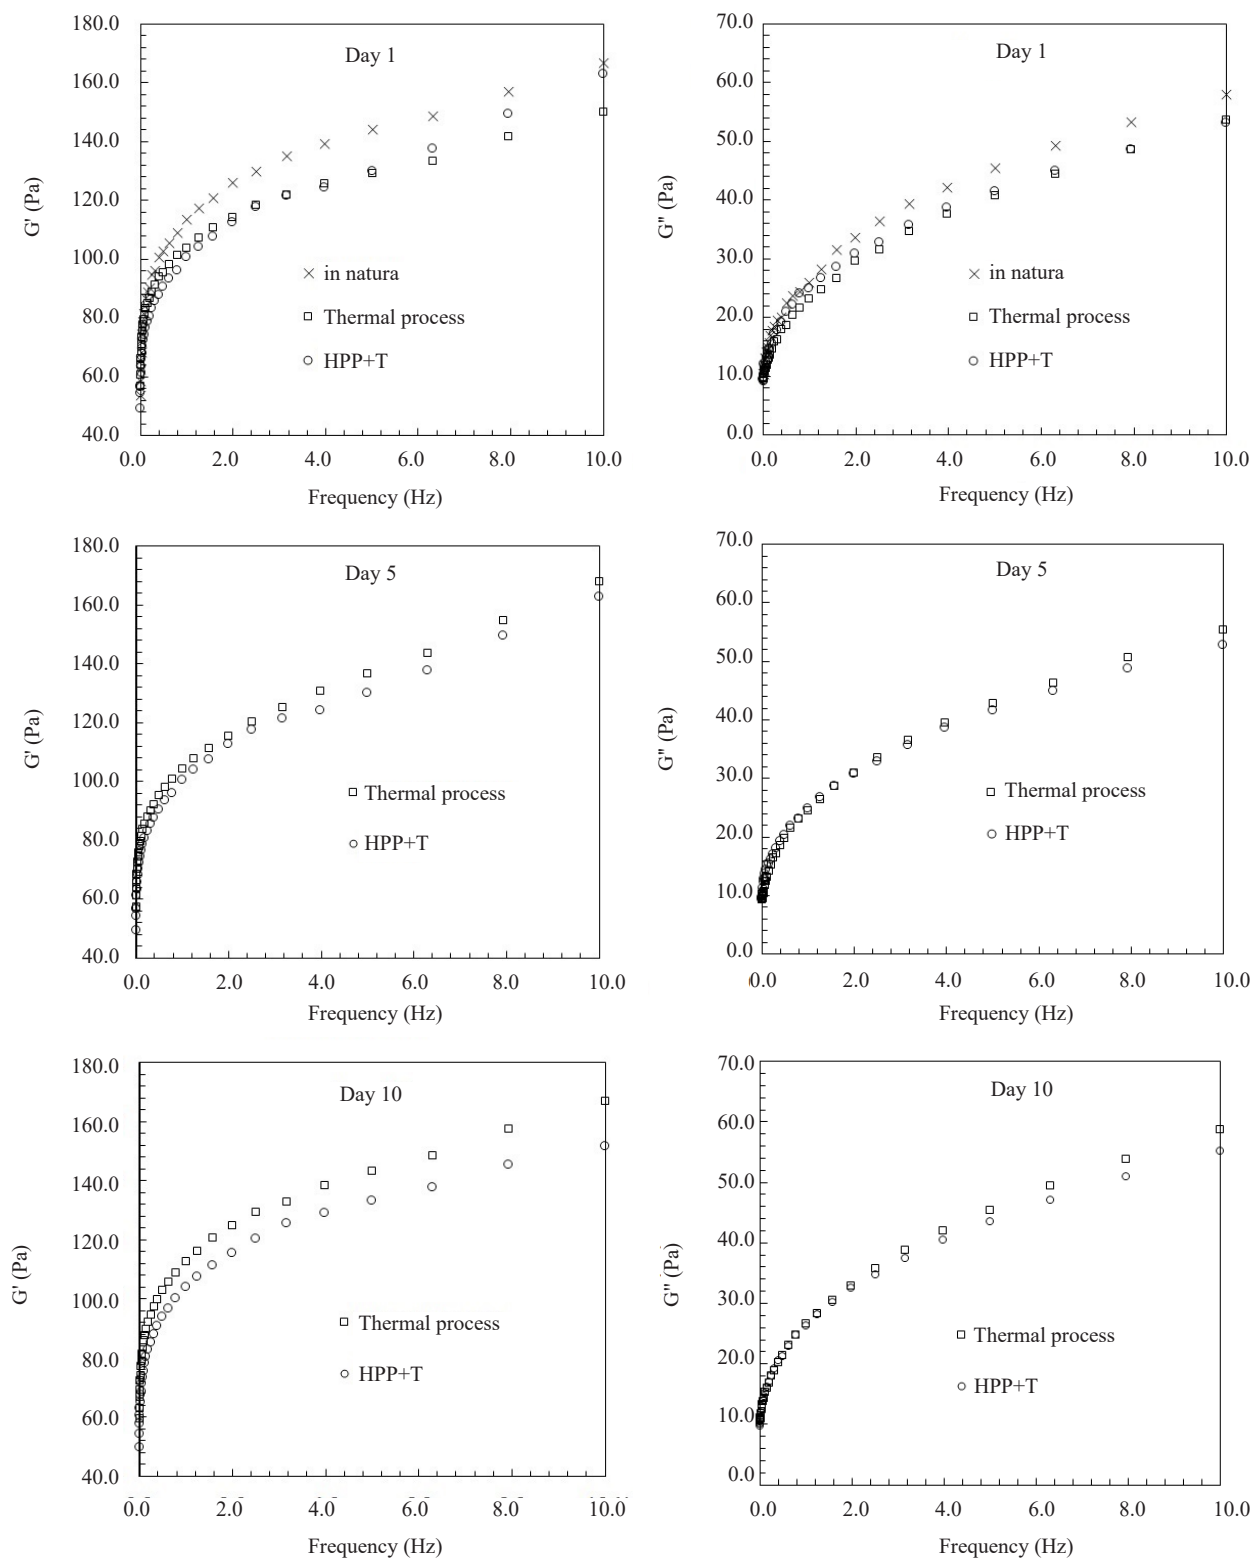 180.0
160.0
140.0
120.0
100.0
80.0
60.0
40.0
G' (Pa)
Day 1
in natura
Thermal process
HPP+T
0.0 2.0 4.0 6.0 8.0 10.0
Frequency (Hz)
70.0
60.0
50.0
40.0
30.0
20.0
10.0
0.0
G'' (Pa)
Day 1
in natura
Thermal process
HPP+T
0.0 2.0 4.0 6.0 8.0 10.0
Frequency (Hz)
180.0
160.0
140.0
120.0
100.0
80.0
60.0
40.0
G' (Pa)
Day 5
Thermal process
HPP+T
0.0 2.0 4.0 6.0 8.0 10.0
Frequency (Hz)
70.0
60.0
50.0
40.0
30.0
20.0
10.0
0.0
G'' (Pa)
Day 5
Thermal process
HPP+T
0.0 2.0 4.0 6.0 8.0 10.0
Frequency (Hz)
180.0
160.0
140.0
120.0
100.0
80.0
60.0
40.0
G' (Pa)
Day 10
Thermal process
HPP+T
0.0 2.0 4.0 6.0 8.0 10.0
Frequency (Hz)
70.0
60.0
50.0
40.0
30.0
20.0
10.0
0.0
G'' (Pa)
Day 10
Thermal process
HPP+T
0.0 2.0 4.0 6.0 8.0 10.0
Frequency (Hz)